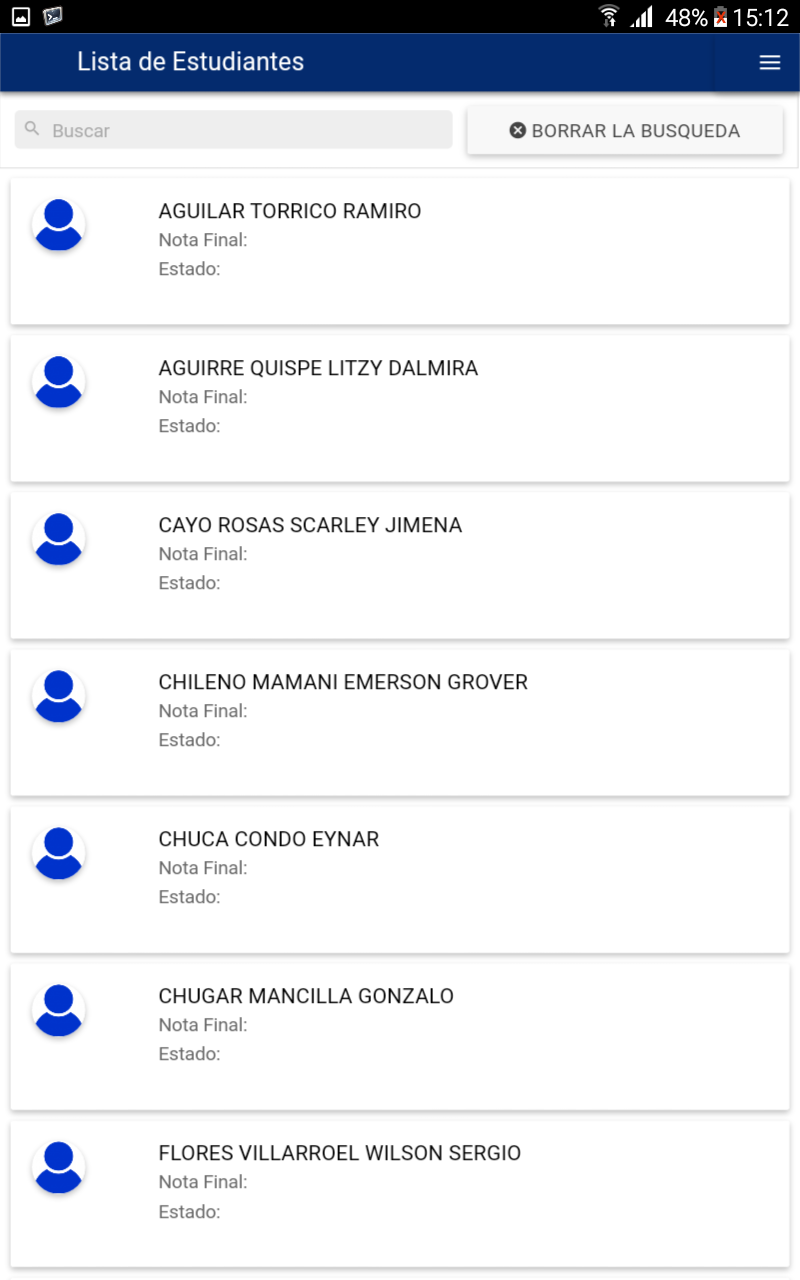 48% 15:12
Lista de Estudiantes
Buscar
BORRAR LA BUSQUEDA
AGUILAR TORRICO RAMIRO
Nota Final:
Estado:
AGUIRRE QUISPE LITZY DALMIRA
Nota Final:
Estado:
CAYO ROSAS SCARLEY JIMENA
Nota Final:
Estado:
CHILENO MAMANI EMERSON GROVER
Nota Final:
Estado:
CHUCA CONDO EYNAR
Nota Final:
Estado:
CHUGAR MANCILLA GONZALO
Nota Final:
Estado:
FLORES VILLARROEL WILSON SERGIO
Nota Final:
Estado: